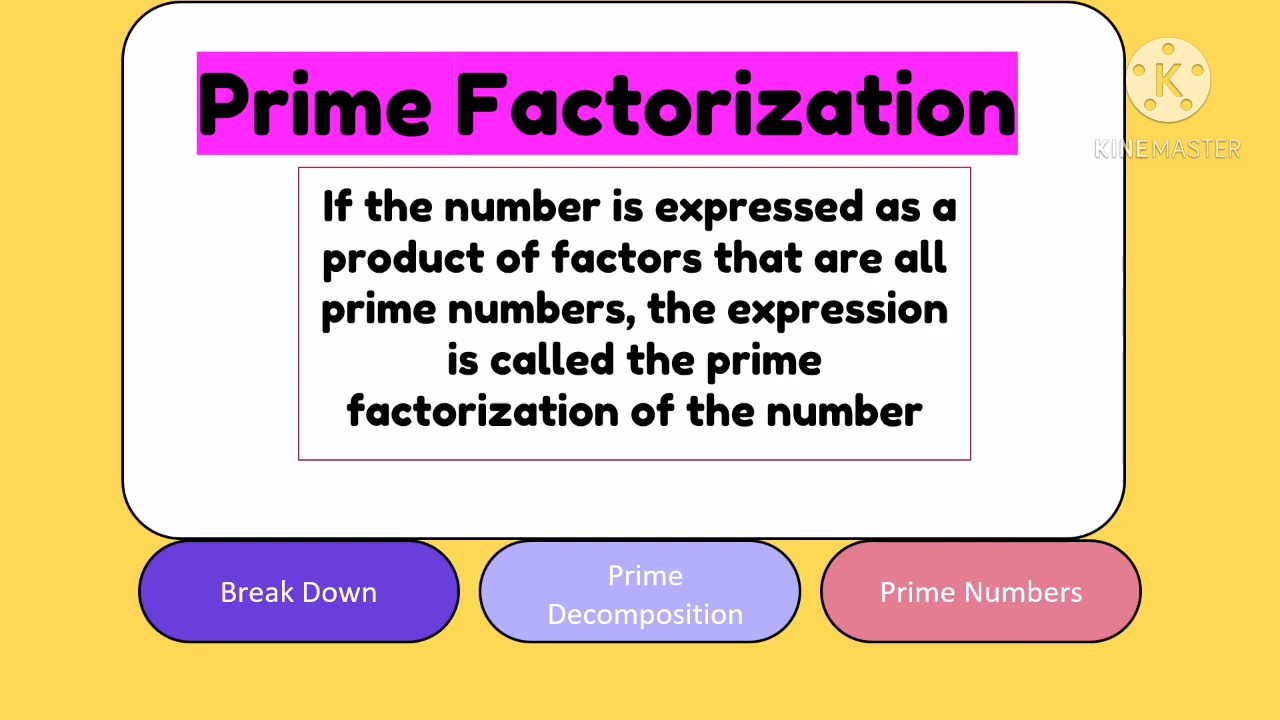 Prime Factorization
K
KINEMASTER
If the number is expressed as a
product of factors that are all
prime numbers, the expression
is called the prime
factorization of the number
Break Down
Prime
Decomposition
Prime Numbers